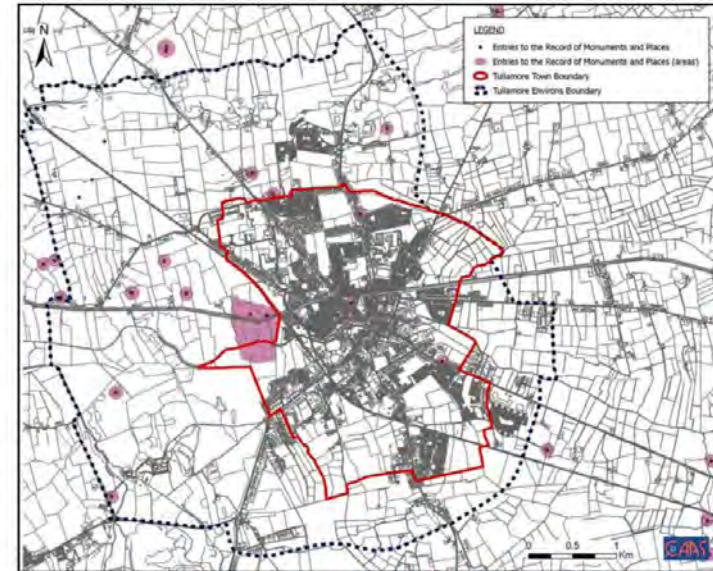 N
LEGEND
Entries to the Record of Monuments and Places
Entries to the Record of Monuments and Places (areas)
Tullamore Town Boundary
Tullamore Environs Boundary
0 0.5 1
Km
CAAS